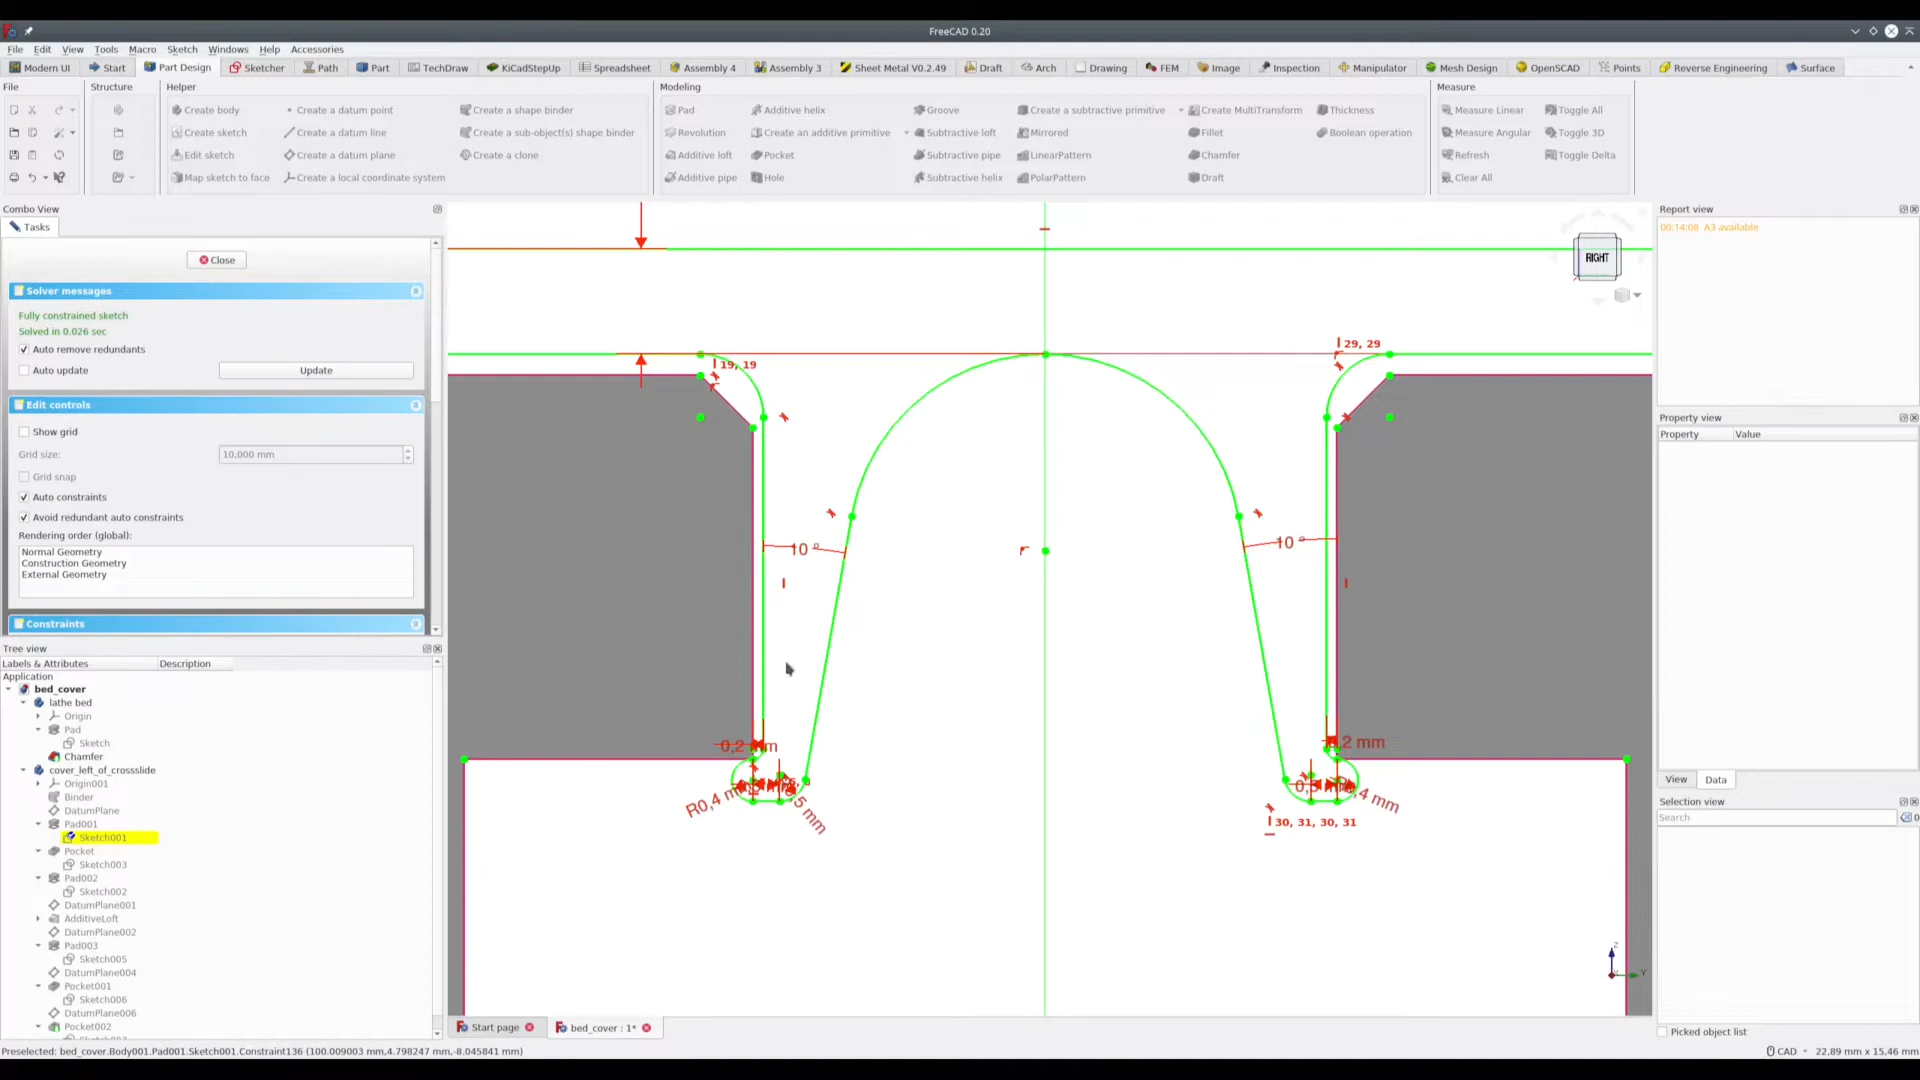 FreeCAD 0.20
File Edit View Tools Macro Sketch Windows Help Accessories
Modern UI Start Part Design Sketcher Path Part TechDraw KiCadStepUp Spreadsheet Assembly 4 Assembly 3 Sheet Metal V0.2.49 Draft Arch Drawing FEM Image Inspection Manipulator Mesh Design OpenSCAD Points Reverse Engineering Surface
File Structure Helper Modeling Measure
Create body Create a datum point Create a shape binder Pad Additive helix Groove Create a subtractive primitive Create MultiTransform Thickness Measure Linear Toggle All
Create sketch Create a datum line Create a sub-object(s) shape binder Revolution Create an additive primitive Subtractive loft Mirrored Fillet Boolean operation Measure Angular Toggle 3D
Edit sketch Create a datum plane Create a clone Additive loft Pocket Subtractive pipe LinearPattern Chamfer Refresh Toggle Delta
Map sketch to face Create a local coordinate system Additive pipe Hole Subtractive helix PolarPattern Draft Clear All
Combo View
Tasks
Close
Solver messages
Fully constrained sketch
Solved in 0.026 sec
Auto remove redundants
Auto update Update
Edit controls
Show grid
Grid size: 10.000 mm
Grid snap
Auto constraints
Avoid redundant auto constraints
Rendering order (global):
Normal Geometry
Construction Geometry
External Geometry
Constraints
Tree view
Labels & Attributes Description
Application
bed_cover
lathe bed
Origin
Pad
Sketch
Chamfer
cover_left_of_crossslide
Origin001
Binder
DatumPlane
Pad001
Sketch001
Pocket
Sketch003
Pad002
Sketch002
DatumPlane001
AdditiveLoft
DatumPlane002
Pad003
Sketch005
DatumPlane004
Pocket001
Sketch006
DatumPlane006
Pocket002
RIGHT
19, 19
29, 29
10 °
10 °
0,2 mm
R0,4 mm
30, 31, 30, 31
Z
Y
Start page bed_cover : 1*
Report view
00:14:08 A3 available
Property view
Property Value
View Data
Selection view
Search
Picked object list
Preselected: bed_cover.Body001.Pad001.Sketch001.Constraint136 (100.009003 mm,4.798247 mm,-8.045841 mm)
CAD 22,89 mm x 15,46 mm